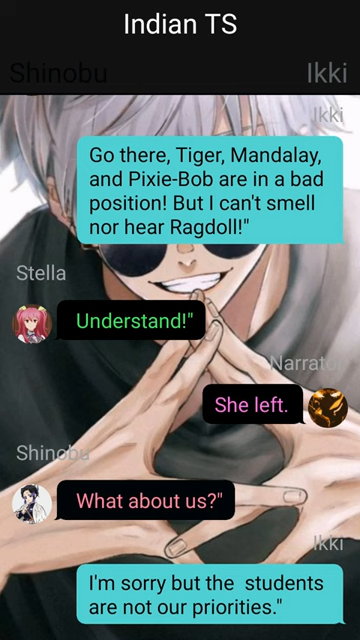 Indian TS
Shinobu
Ikki
Ikki
Go there, Tiger, Mandalay,
and Pixie-Bob are in a bad
position! But I can't smell
nor hear Ragdoll!"
Stella
Understand!"
Narrator
She left.
Shinobu
What about us?"
Ikki
I'm sorry but the  students
are not our priorities."